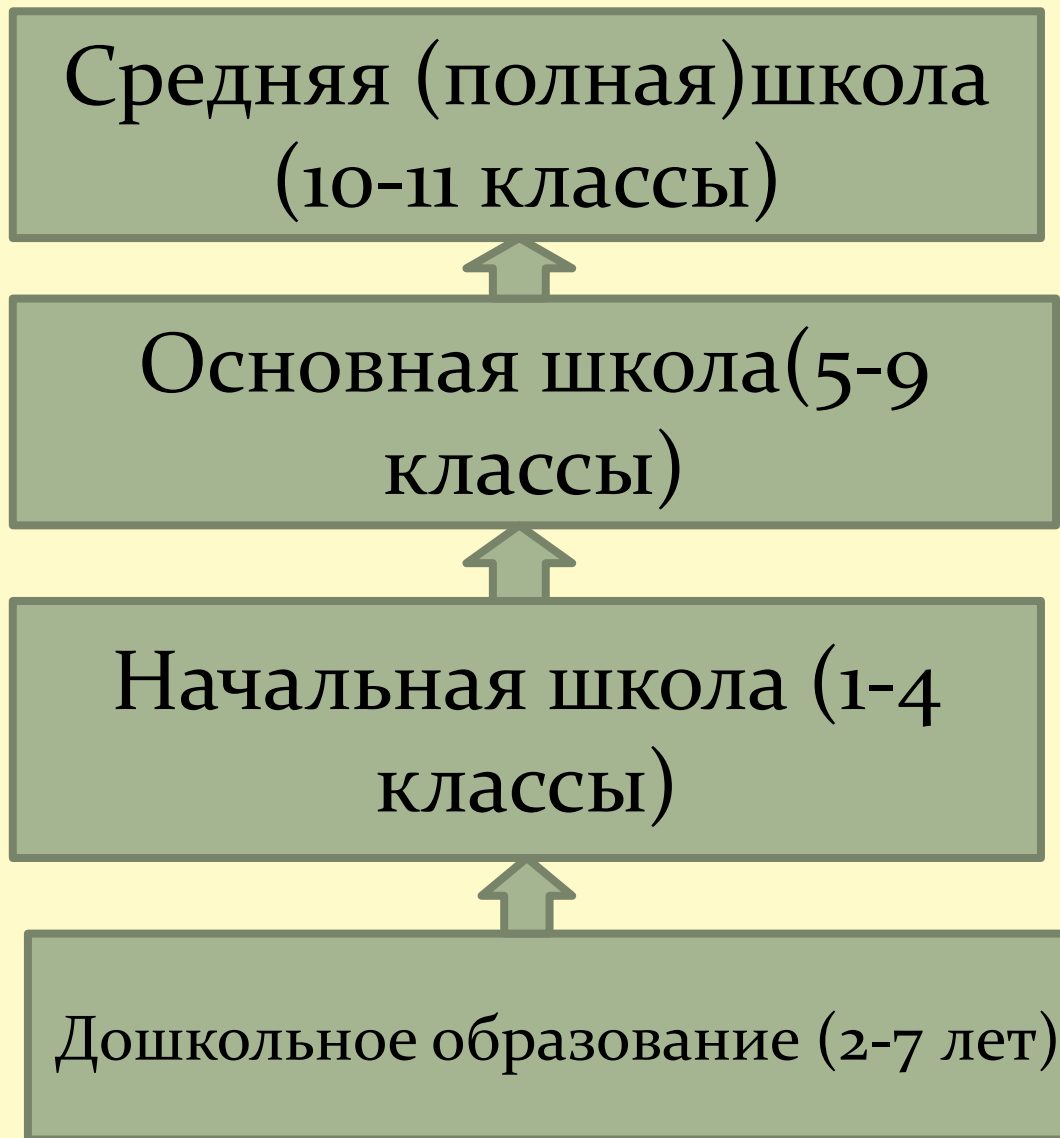 Средняя (полная)школа
(10-11 классы)
Основная школа(5-9
классы)
Начальная школа (1-4
классы)
Дошкольное образование (2-7 лет)